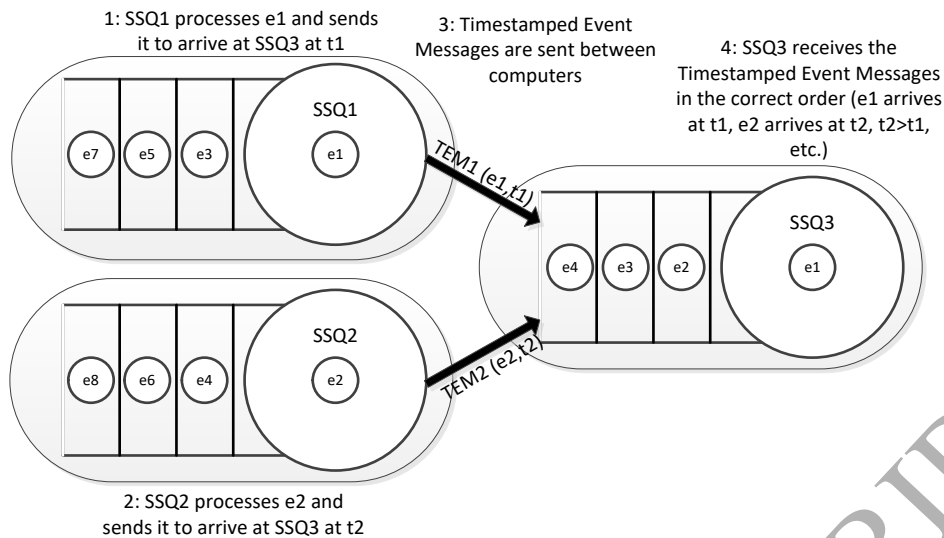 1: SSQ1 processes e1 and sends
it to arrive at SSQ3 at t1
3: Timestamped Event
Messages are sent between
computers
4: SSQ3 receives the
Timestamped Event Messages
in the correct order (e1 arrives
at t1, e2 arrives at t2, t2>t1,
etc.)
SSQ1
e7 e5 e3 e1
TEM1 (e1,t1)
SSQ3
e4 e3 e2 e1
SSQ2
e8 e6 e4 e2
TEM2 (e2,t2)
2: SSQ2 processes e2 and
sends it to arrive at SSQ3 at t2